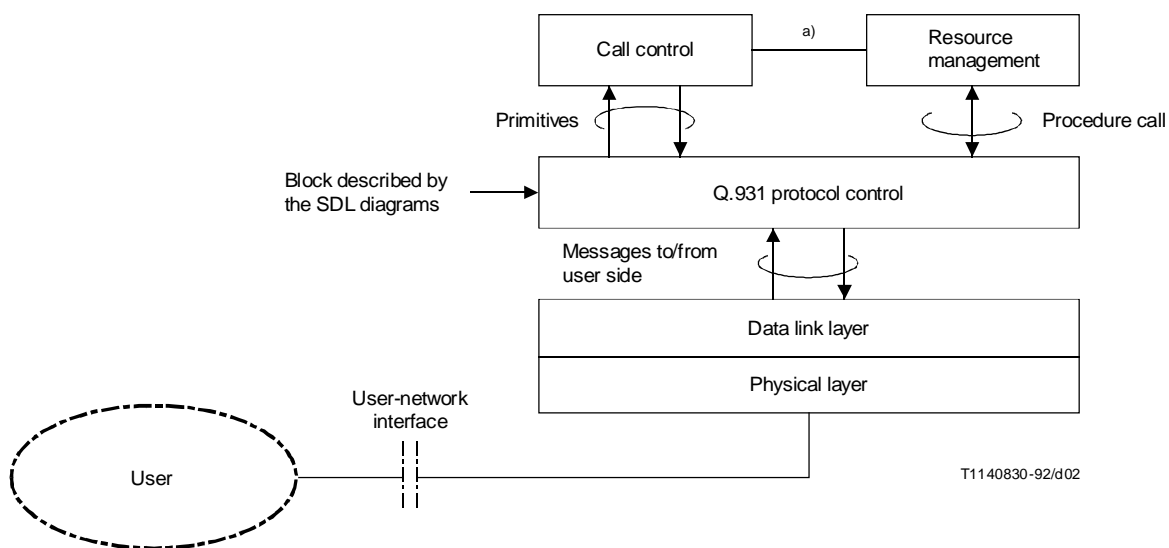 Call control
a)
Resource
management
Primitives
Procedure call
Block described by
the SDL diagrams
Q.931 protocol control
Messages to/from
user side
Data link layer
Physical layer
User-network
interface
User
T1140830-92/d02